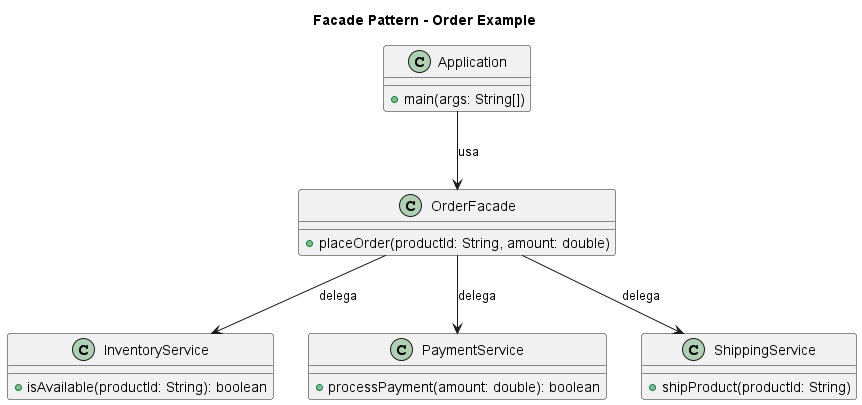 Facade Pattern - Order Example
C Application
main(args: String[])
usa
C OrderFacade
placeOrder(productId: String, amount: double)
delega
delega
delega
C InventoryService
isAvailable(productId: String): boolean
C PaymentService
processPayment(amount: double): boolean
C ShippingService
shipProduct(productId: String)